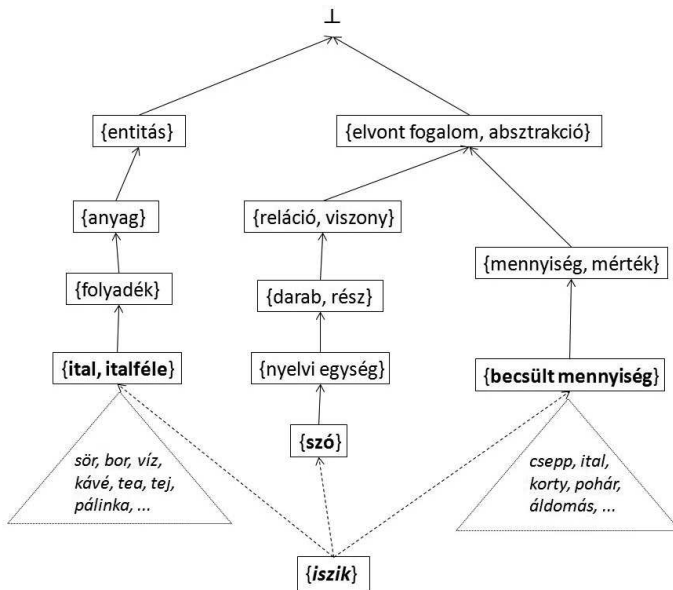 ⊥
{entitás}
{elvont fogalom, absztrakció}
{anyag}
{reláció, viszony}
{mennyiség, mérték}
{folyadék}
{darab, rész}
{ital, italféle}
{nyelvi egység}
{becsült mennyiség}
{szó}
sör, bor, víz,
kávé, tea, tej,
pálinka, ...
csepp, ital,
korty, pohár,
áldomás, ...
{iszik}